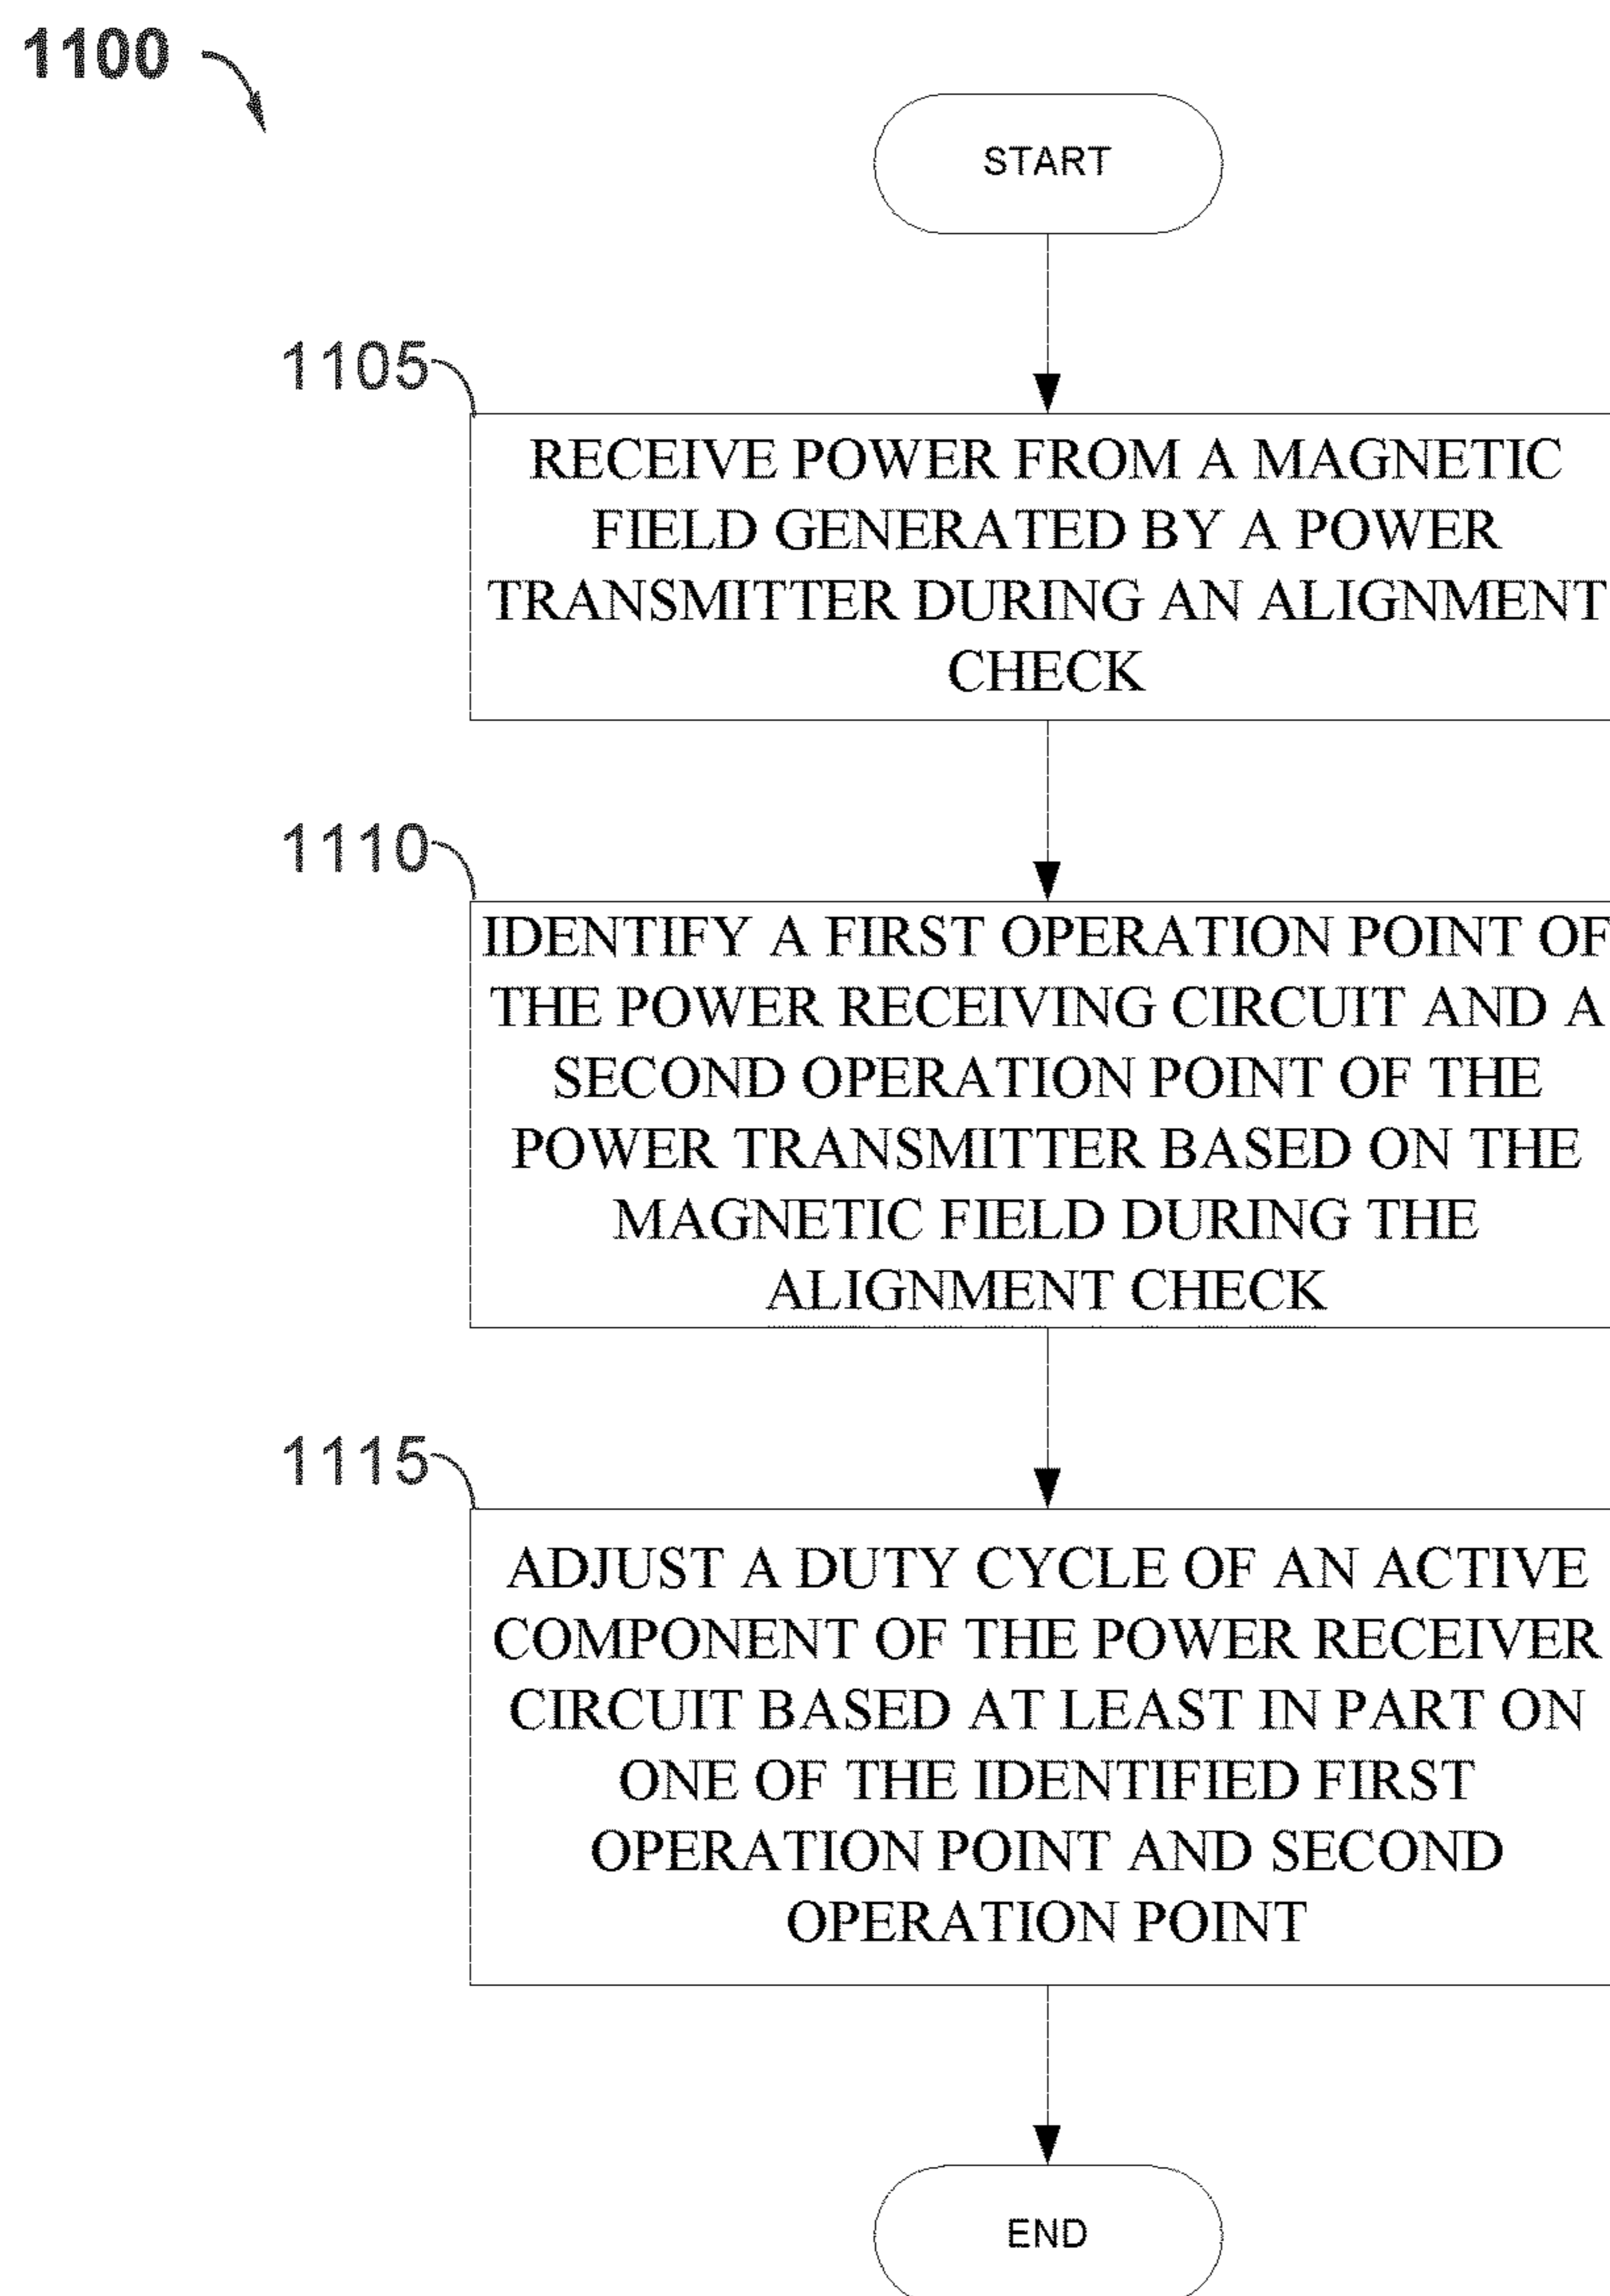 1100
START
1105
RECEIVE POWER FROM A MAGNETIC
FIELD GENERATED BY A POWER
TRANSMITTER DURING AN ALIGNMENT
CHECK
1110
IDENTIFY A FIRST OPERATION POINT OF
THE POWER RECEIVING CIRCUIT AND A
SECOND OPERATION POINT OF THE
POWER TRANSMITTER BASED ON THE
MAGNETIC FIELD DURING THE
ALIGNMENT CHECK
1115
ADJUST A DUTY CYCLE OF AN ACTIVE
COMPONENT OF THE POWER RECEIVER
CIRCUIT BASED AT LEAST IN PART ON
ONE OF THE IDENTIFIED FIRST
OPERATION POINT AND SECOND
OPERATION POINT
END